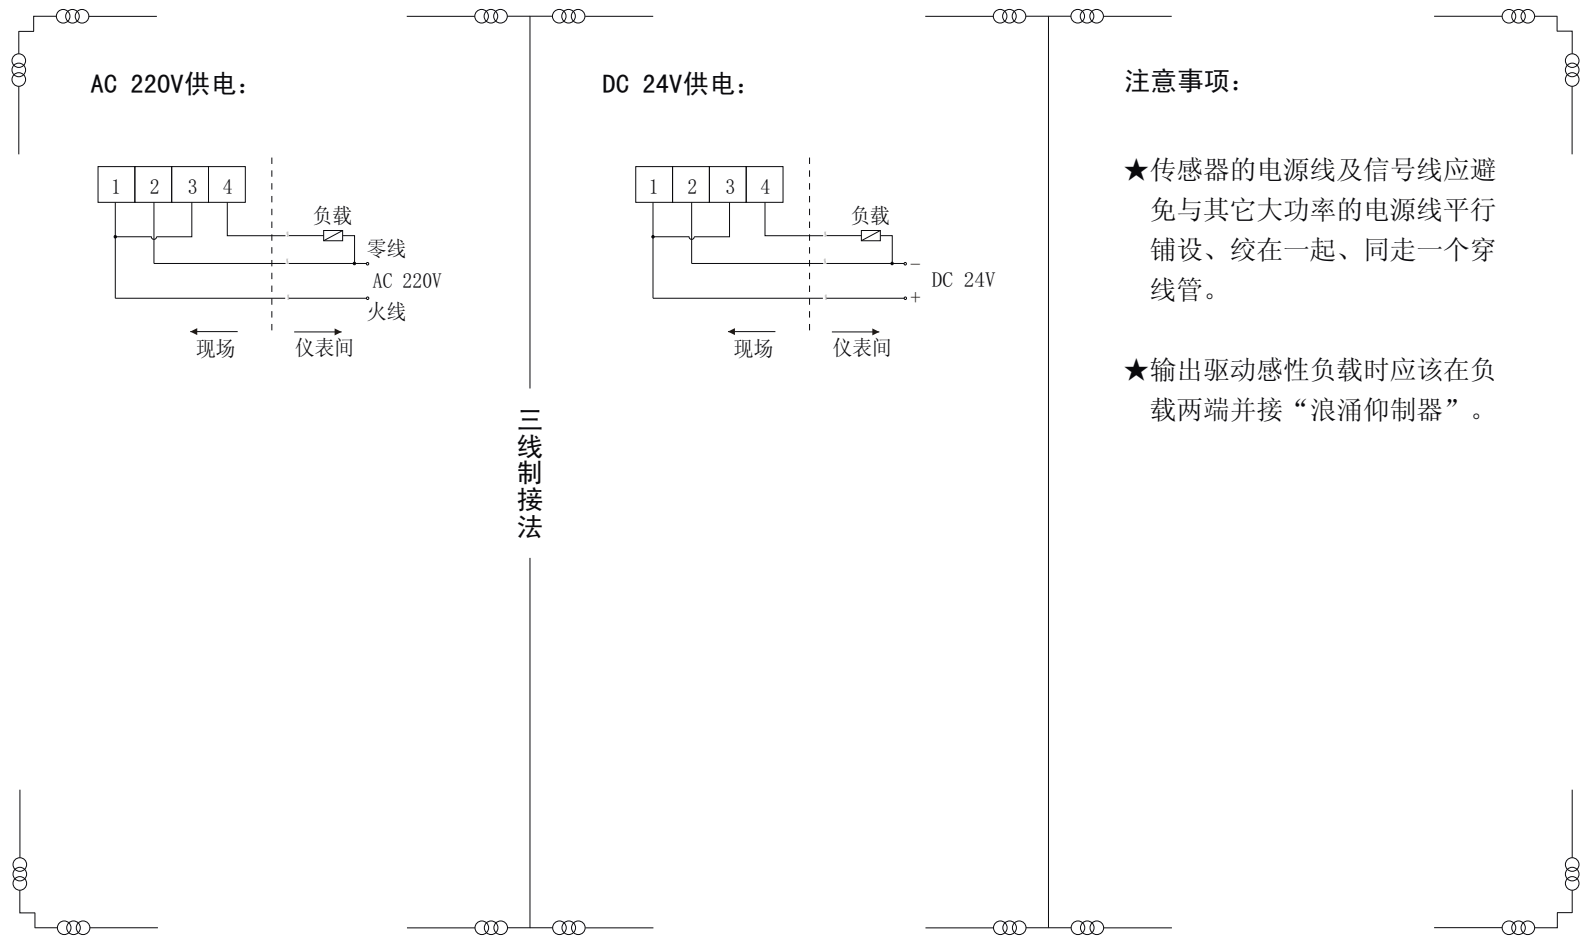 AC 220V供电：
1 2 3 4
负载
零线
AC 220V
火线
现场
仪表间
DC 24V供电：
1 2 3 4
负载
−
DC 24V
+
现场
仪表间
三线制接法
注意事项：
★传感器的电源线及信号线应避
免与其它大功率的电源线平行
铺设、绞在一起、同走一个穿
线管。
★输出驱动感性负载时应该在负
载两端并接“浪涌仰制器”。